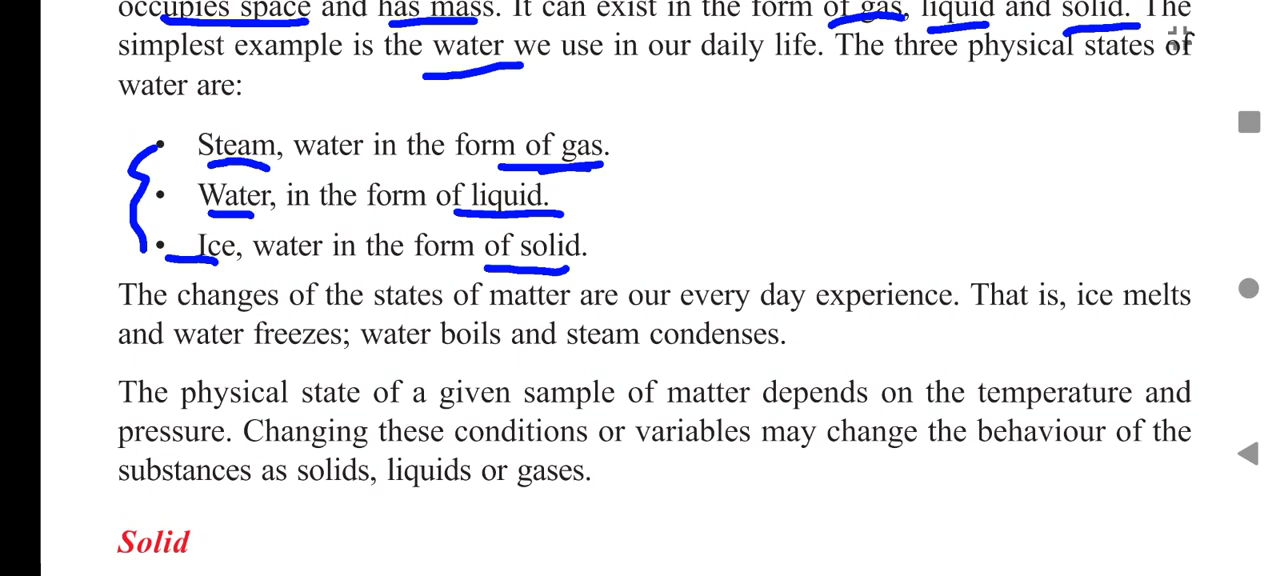 occupies space and has mass. It can exist in the form of gas, liquid and solid. The
simplest example is the water we use in our daily life. The three physical states of
water are:
• Steam, water in the form of gas.
• Water, in the form of liquid.
• Ice, water in the form of solid.
The changes of the states of matter are our every day experience. That is, ice melts
and water freezes; water boils and steam condenses.
The physical state of a given sample of matter depends on the temperature and
pressure. Changing these conditions or variables may change the behaviour of the
substances as solids, liquids or gases.
Solid